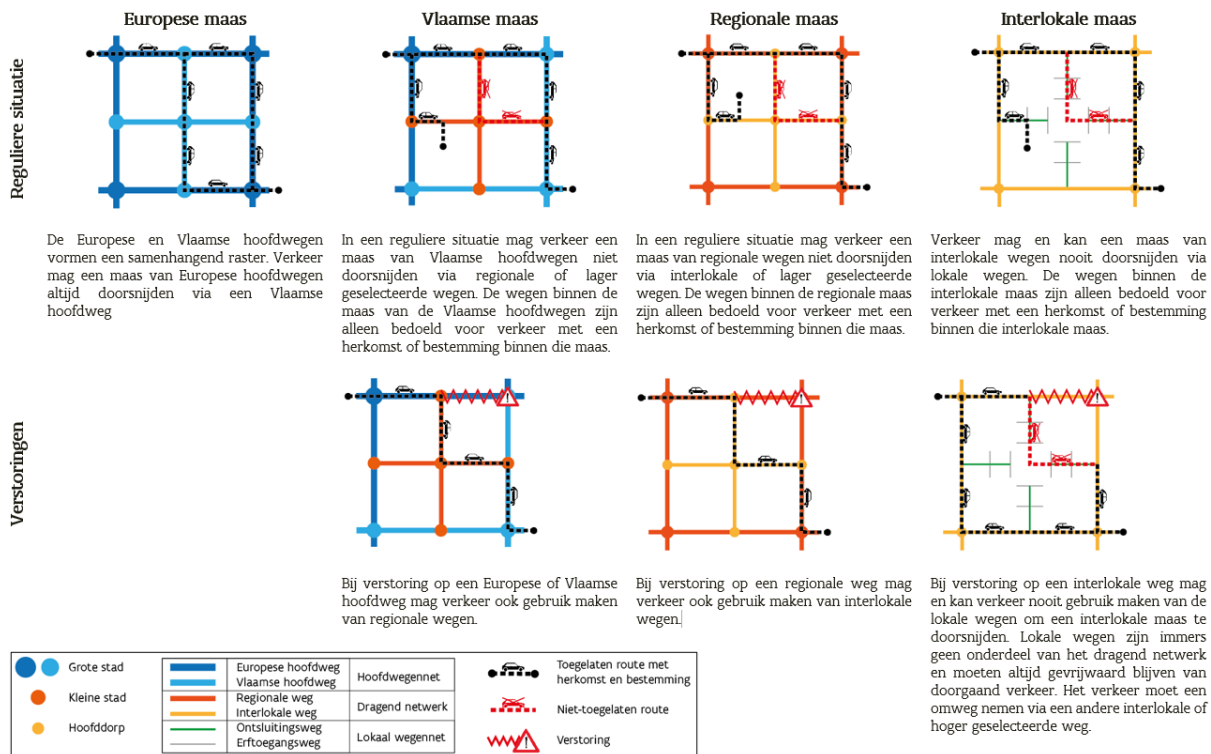 Europese maas
Vlaamse maas
Regionale maas
Interlokale maas
Reguliere situatie
De Europese en Vlaamse hoofdwegen
vormen een samenhangend raster. Verkeer
mag een maas van Europese hoofdwegen
altijd doorsnijden via een Vlaamse
hoofdweg
In een reguliere situatie mag verkeer een
maas van Vlaamse hoofdwegen niet
doorsnijden via regionale of lager
geselecteerde wegen. De wegen binnen de
maas van de Vlaamse hoofdwegen zijn
alleen bedoeld voor verkeer met een
herkomst of bestemming binnen die maas.
In een reguliere situatie mag verkeer een
maas van regionale wegen niet doorsnijden
via interlokale of lager geselecteerde
wegen. De wegen binnen de regionale maas
zijn alleen bedoeld voor verkeer met een
herkomst of bestemming binnen die maas.
Verkeer mag en kan een maas van
interlokale wegen nooit doorsnijden via
lokale wegen. De wegen binnen de
interlokale maas zijn alleen bedoeld voor
verkeer met een herkomst of bestemming
binnen die interlokale maas.
Verstoringen
!
!
!
Bij verstoring op een Europese of Vlaamse
hoofdweg mag verkeer ook gebruik maken
van regionale wegen.
Bij verstoring op een regionale weg mag
verkeer ook gebruik maken van interlokale
wegen.
Bij verstoring op een interlokale weg mag
en kan verkeer nooit gebruik maken van de
lokale wegen om een interlokale maas te
doorsnijden. Lokale wegen zijn immers
geen onderdeel van het dragend netwerk
en moeten altijd gevrijwaard blijven van
doorgaand verkeer. Het verkeer moet een
omweg nemen via een andere interlokale of
hoger geselecteerde weg.
Grote stad
Kleine stad
Hoofddorp
Europese hoofdweg
Vlaamse hoofdweg
Hoofdwegennet
Regionale weg
Interlokale weg
Dragend netwerk
Ontsluitingsweg
Erftoegangsweg
Lokaal wegennet
Toegelaten route met
herkomst en bestemming
Niet-toegelaten route
!
Verstoring